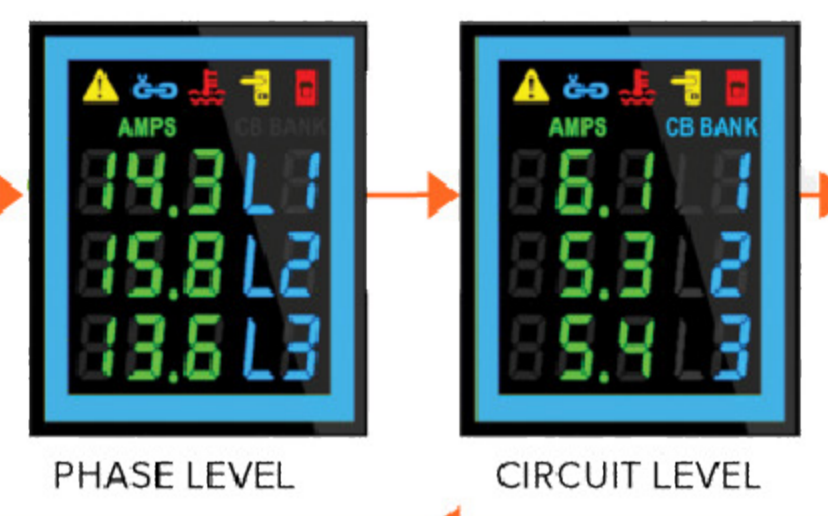 AMPS CB BANK
14.3 L1
15.8 L2
13.6 L3
PHASE LEVEL
AMPS CB BANK
6.1 1
5.3 2
5.4 3
CIRCUIT LEVEL